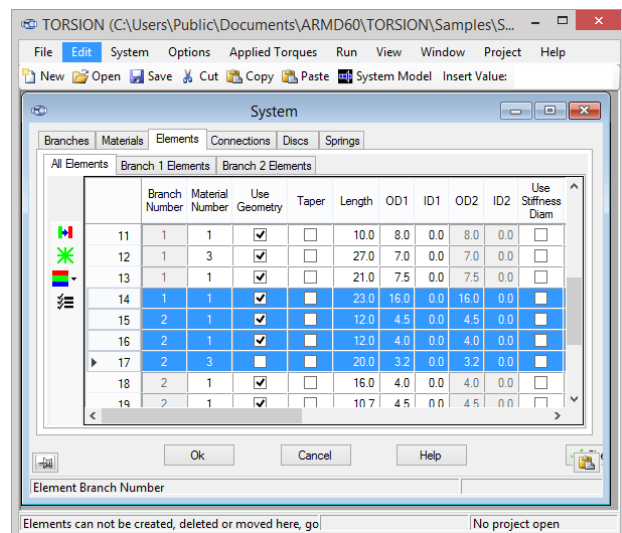 TORSION (C:\Users\Public\Documents\ARMD60\TORSION\Samples\S...
File Edit System Options Applied Torques Run View Window Project Help
New Open Save Cut Copy Paste System Model Insert Value:
System
Branches Materials Elements Connections Discs Springs
All Elements Branch 1 Elements Branch 2 Elements
Branch Number Material Number Use Geometry Taper Length OD1 ID1 OD2 ID2 Use Stiffness Diam
11 1 1 10.0 8.0 0.0 8.0 0.0
12 1 3 27.0 7.0 0.0 7.0 0.0
13 1 1 21.0 7.5 0.0 7.5 0.0
14 1 1 23.0 16.0 0.0 16.0 0.0
15 2 1 12.0 4.5 0.0 4.5 0.0
16 2 1 12.0 4.0 0.0 4.0 0.0
17 2 3 20.0 3.2 0.0 3.2 0.0
18 2 1 16.0 4.0 0.0 4.0 0.0
19 2 1 10.7 4.5 0.0 4.5 0.0
Ok Cancel Help
Element Branch Number
Elements can not be created, deleted or moved here, go
No project open